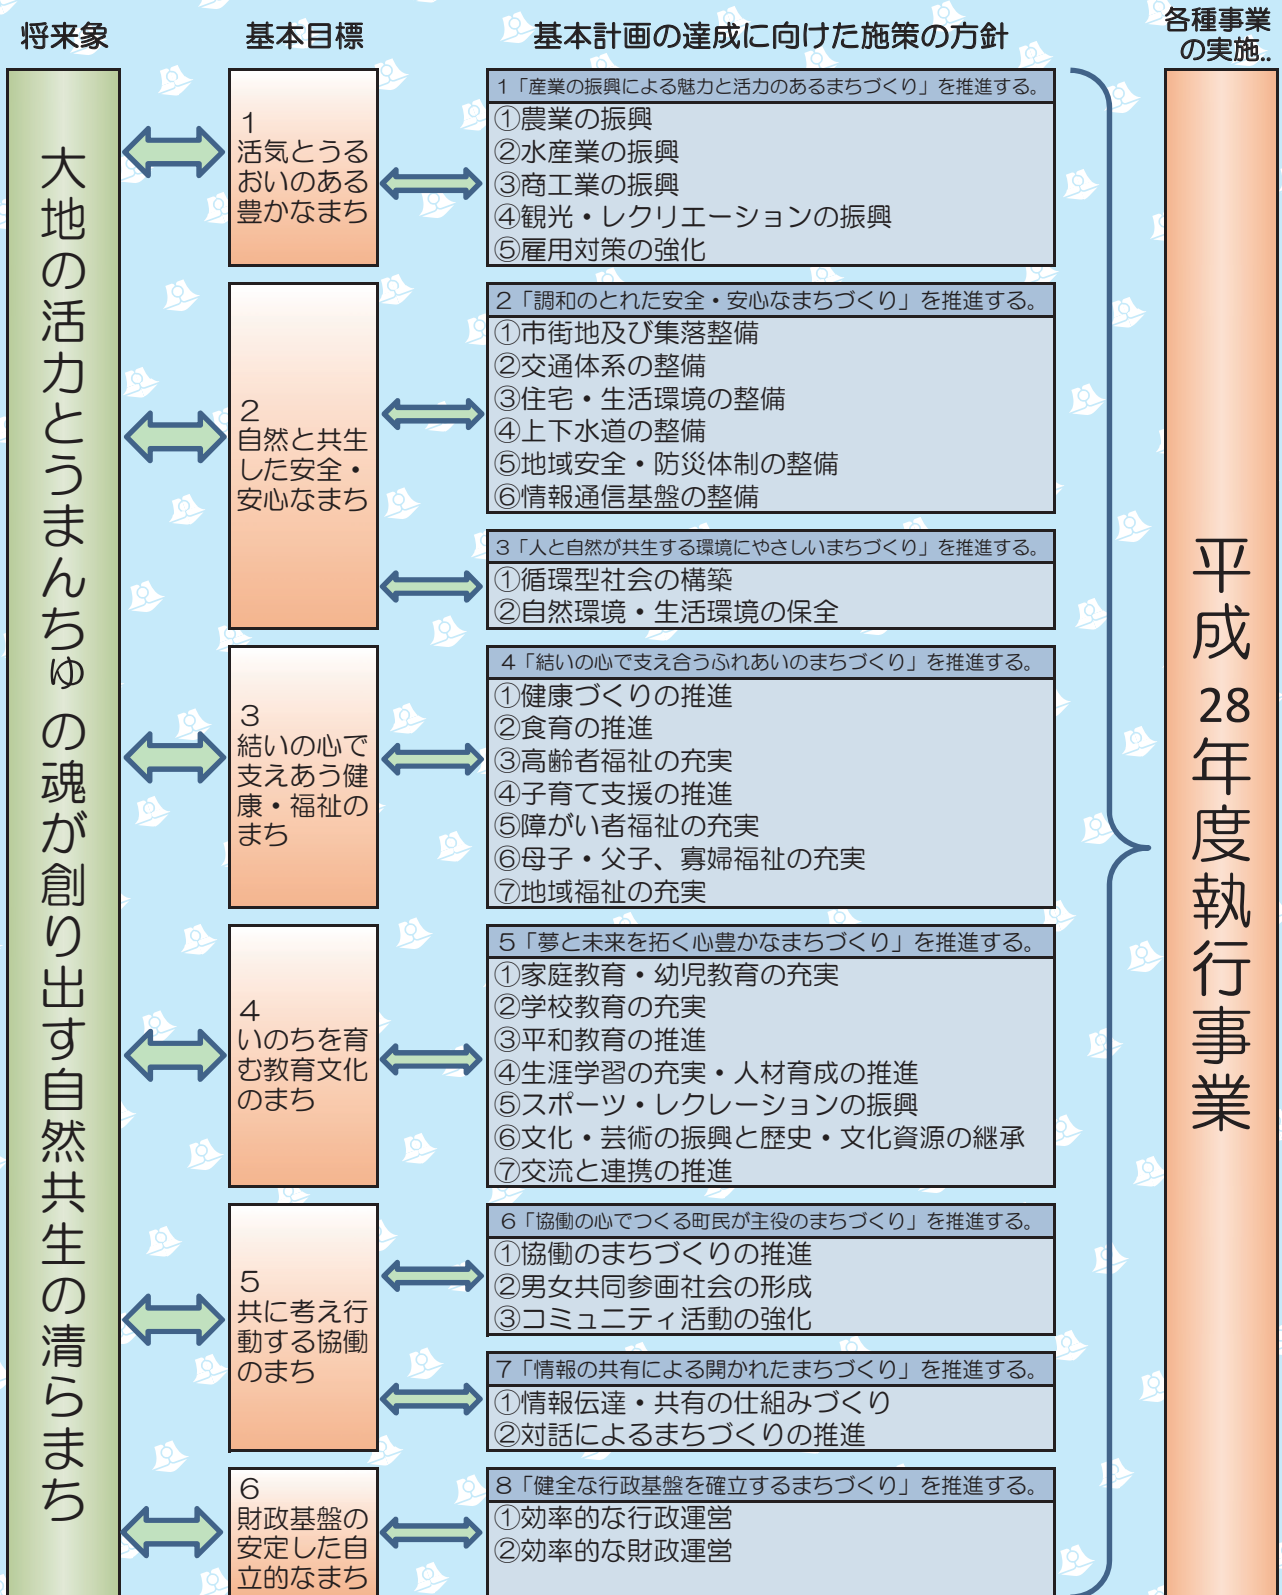 将来象
基本目標
基本計画の達成に向けた施策の方針
各種事業
の実施..
大地の活力とうまんちゅの魂が創り出す自然共生の清らまち
1
活気とうる
おいのある
豊かなまち
1「産業の振興による魅力と活力のあるまちづくり」を推進する。
①農業の振興
②水産業の振興
③商工業の振興
④観光・レクリエーションの振興
⑤雇用対策の強化
2
自然と共生
した安全・
安心なまち
2「調和のとれた安全・安心なまちづくり」を推進する。
①市街地及び集落整備
②交通体系の整備
③住宅・生活環境の整備
④上下水道の整備
⑤地域安全・防災体制の整備
⑥情報通信基盤の整備
3「人と自然が共生する環境にやさしいまちづくり」を推進する。
①循環型社会の構築
②自然環境・生活環境の保全
3
結いの心で
支えあう健
康・福祉の
まち
4「結いの心で支え合うふれあいのまちづくり」を推進する。
①健康づくりの推進
②食育の推進
③高齢者福祉の充実
④子育て支援の推進
⑤障がい者福祉の充実
⑥母子・父子、寡婦福祉の充実
⑦地域福祉の充実
4
いのちを育
む教育文化
のまち
5「夢と未来を拓く心豊かなまちづくり」を推進する。
①家庭教育・幼児教育の充実
②学校教育の充実
③平和教育の推進
④生涯学習の充実・人材育成の推進
⑤スポーツ・レクレーションの振興
⑥文化・芸術の振興と歴史・文化資源の継承
⑦交流と連携の推進
5
共に考え行
動する協働
のまち
6「協働の心でつくる町民が主役のまちづくり」を推進する。
①協働のまちづくりの推進
②男女共同参画社会の形成
③コミュニティ活動の強化
7「情報の共有による開かれたまちづくり」を推進する。
①情報伝達・共有の仕組みづくり
②対話によるまちづくりの推進
6
財政基盤の
安定した自
立的なまち
8「健全な行政基盤を確立するまちづくり」を推進する。
①効率的な行政運営
②効率的な財政運営
平成28年度執行事業